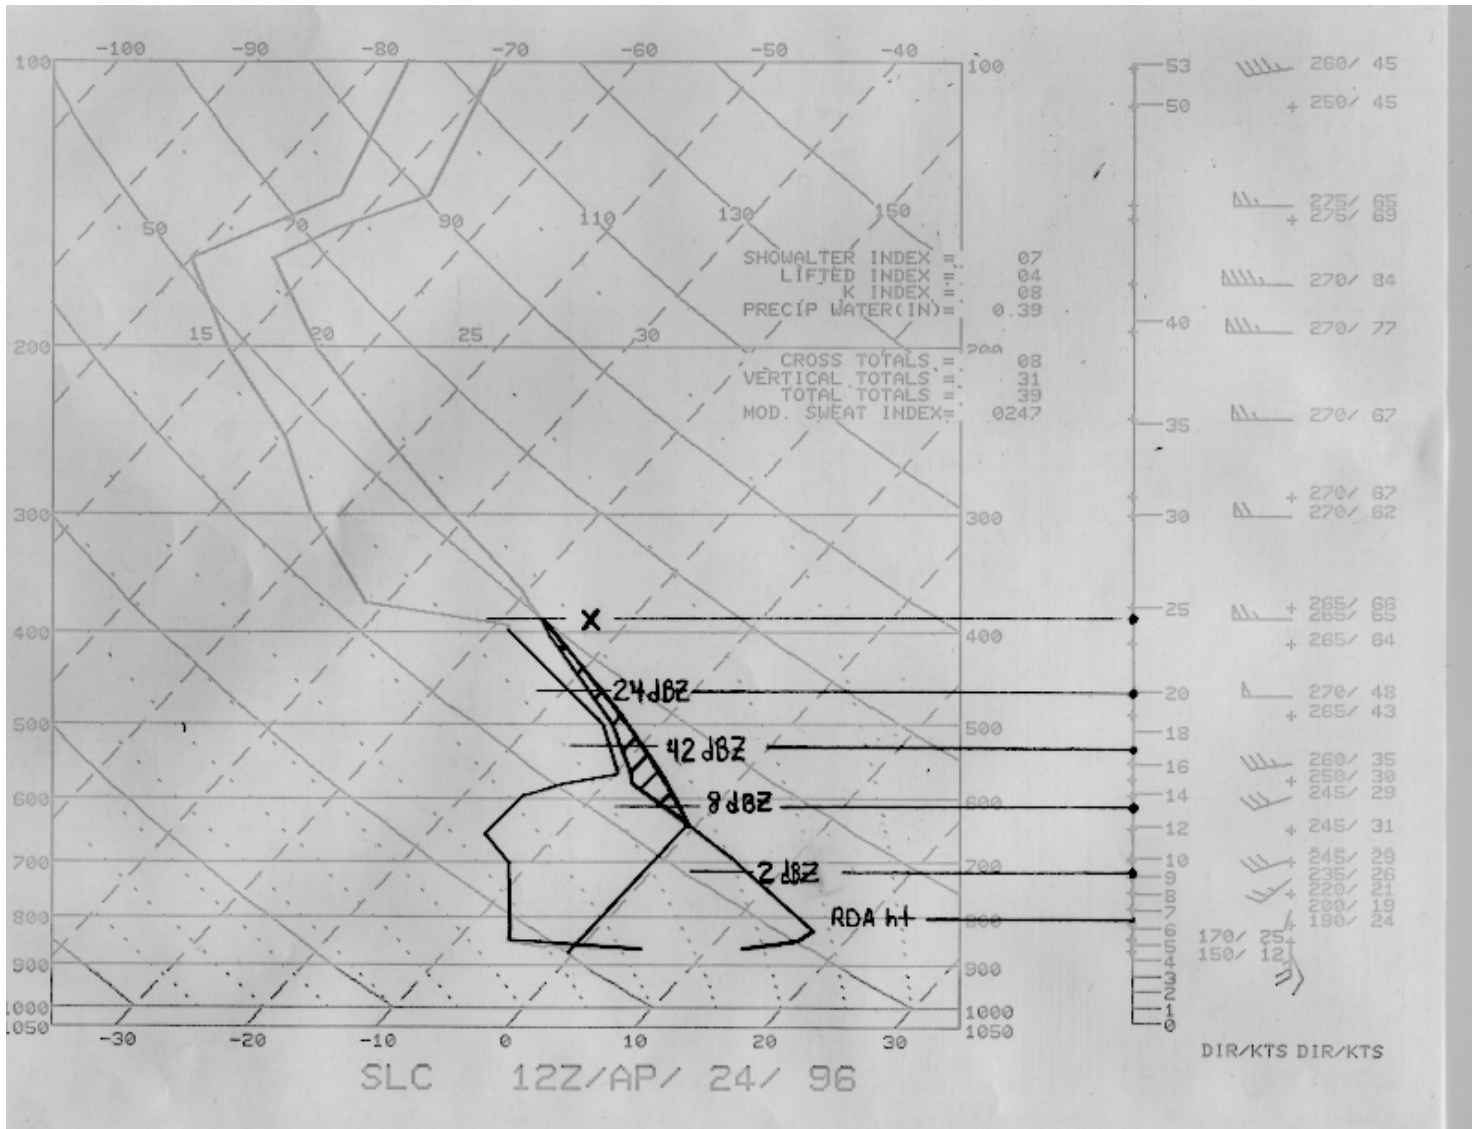 -100 -90 -80 -70 -60 -50 -40
100 100 53 260/ 45
50 250/ 45
50 70 90 110 130 150 275/ 65
275/ 69
SHOWALTER INDEX = 07
LIFTED INDEX = 04 270/ 84
K INDEX = 08
PRECIP WATER(IN)= 0.39
15 20 25 30 40 270/ 77
200 200
CROSS TOTALS = 08
VERTICAL TOTALS = 31
TOTAL TOTALS = 39
MOD. SWEAT INDEX= 0247 35 270/ 67
270/ 67
300 300 30 270/ 62
25 265/ 66
X 265/ 65
400 400 265/ 64
24 dBZ 20 270/ 48
265/ 43
500 500 18
42 dBZ 16 260/ 35
250/ 30
600 8 dBZ 600 14 245/ 29
12 245/ 31
700 700 10 245/ 29
2 dBZ 9 235/ 26
8 220/ 21
7 200/ 19
800 RDA ht 800 190/ 24
6 170/ 25
5 150/ 12
900 900 4
3
2
1000 1000 1
1050 1050 0
-30 -20 -10 0 10 20 30
DIR/KTS DIR/KTS
SLC 12Z/AP/ 24/ 96